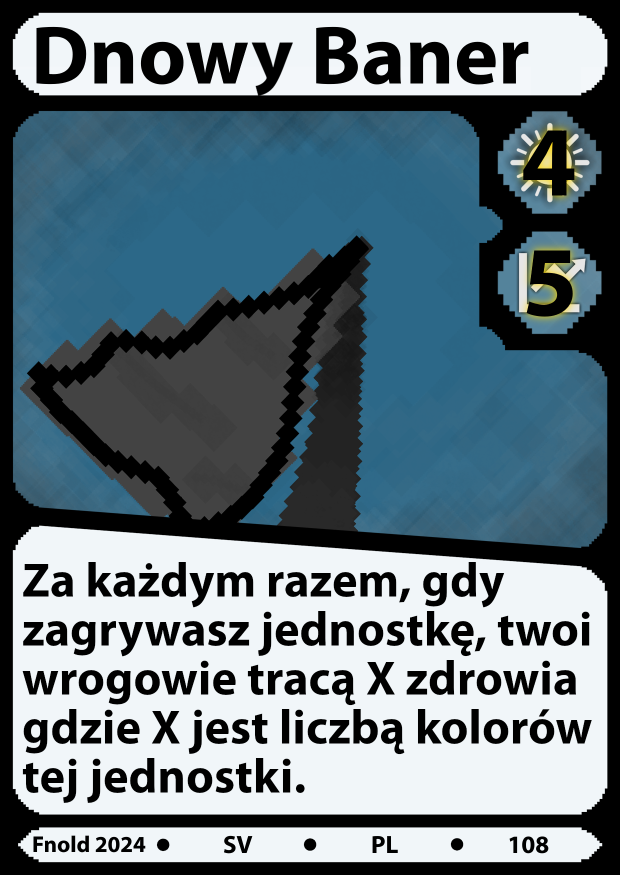 Dnowy Baner
4
5
Za każdym razem, gdy
zagrywasz jednostkę, twoi
wrogowie tracą X zdrowia
gdzie X jest liczbą kolorów
tej jednostki.
Fnold 2024 • SV • PL • 108